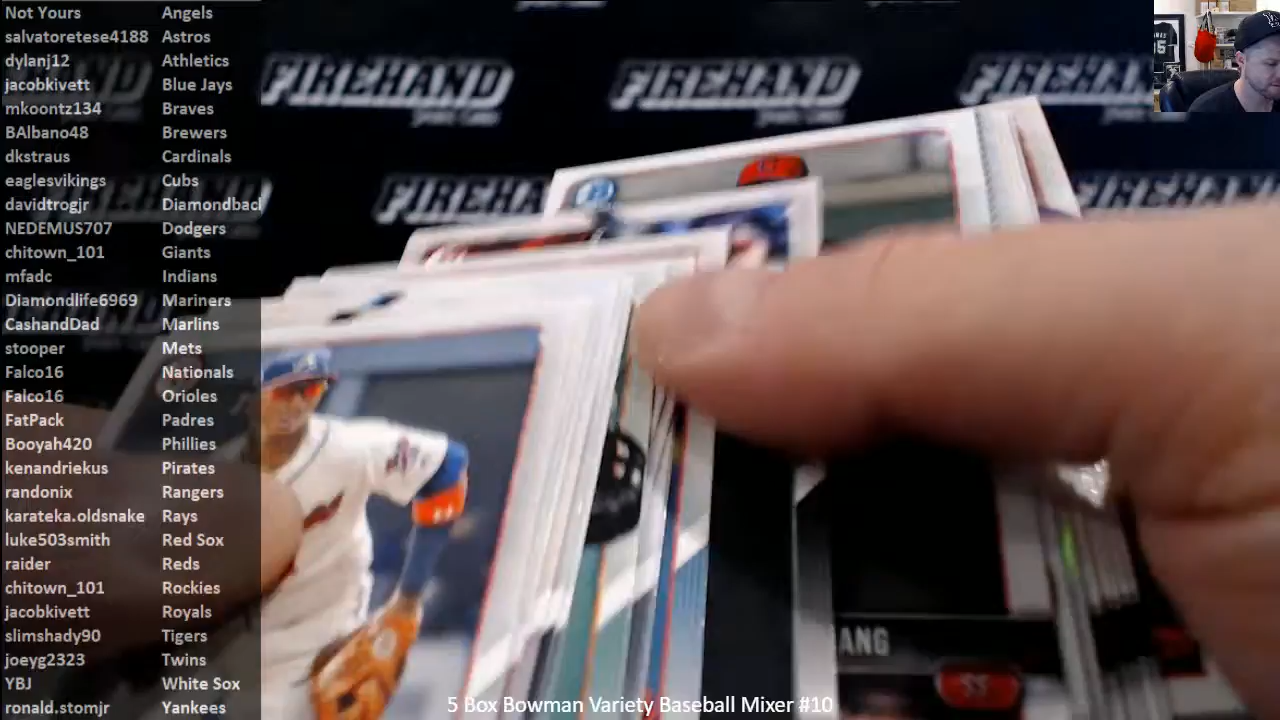 Not Yours Angels
salvatoretese4188 Astros
dylanj12 Athletics
jacobkivett Blue Jays
mkoontz134 Braves
BAlbano48 Brewers
dkstraus Cardinals
eaglesvikings Cubs
davidtrogjr Diamondback
NEDEMUS707 Dodgers
chitown_101 Giants
mfadc Indians
Diamondlife6969 Mariners
CashandDad Marlins
stooper Mets
Falco16 Nationals
Falco16 Orioles
FatPack Padres
Booyah420 Phillies
kenandriekus Pirates
randonix Rangers
karateka.oldsnake Rays
luke503smith Red Sox
raider Reds
chitown_101 Rockies
jacobkivett Royals
slimshady90 Tigers
joeyg2323 Twins
YBJ White Sox
ronald.stomjr Yankees
FIREHAND FIREHAND FIREHAND
FIREHAND
ANG
5 Box Bowman Variety Baseball Mixer #10